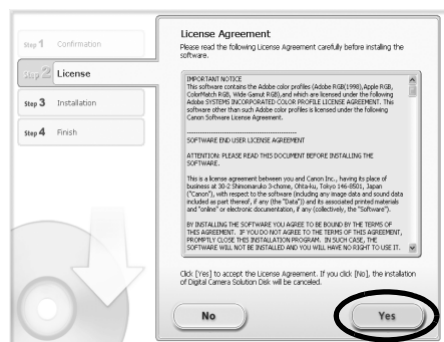 Step 1 Confirmation
Step 2 License
Step 3 Installation
Step 4 Finish
License Agreement
Please read the following License Agreement carefully before installing the
software.
IMPORTANT NOTICE
This software contains the Adobe color profiles (Adobe RGB(1998),Apple RGB,
ColorMatch RGB, Wide Gamut RGB),and which are licensed under the following
Adobe SYSTEMS INCORPORATED COLOR PROFILE LICENSE AGREEMENT. This
software other than such Adobe color profiles is licensed under the following
Canon Software License Agreement.
SOFTWARE END USER LICENSE AGREEMENT
ATTENTION: PLEASE READ THIS DOCUMENT BEFORE INSTALLING THE
SOFTWARE.
This is a license agreement between you and Canon Inc., having its place of
business at 30-2 Shimomaruko 3-chome, Ohta-ku, Tokyo 146-8501, Japan
("Canon"), with respect to the software (including any image data and sound data
included as part thereof, if any (the "Data")) and its associated printed materials
and "online" or electronic documentation, if any (collectively, the "Software").
BY INSTALLING THE SOFTWARE YOU AGREE TO BE BOUND BY THE TERMS OF
THIS AGREEMENT. IF YOU DO NOT AGREE TO THE TERMS OF THIS AGREEMENT,
PROMPTLY CLOSE THIS INSTALLATION PROGRAM. IN SUCH CASE, THE
SOFTWARE WILL NOT BE INSTALLED AND YOU WILL HAVE NO RIGHT TO USE IT.
Click [Yes] to accept the License Agreement. If you click [No], the installation
of Digital Camera Solution Disk will be canceled.
No
Yes